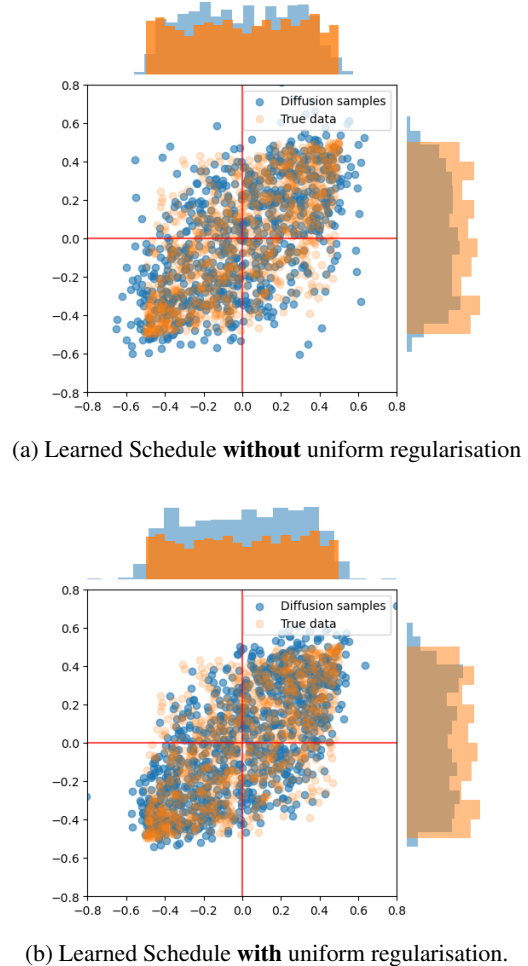 0.8
0.6
0.4
0.2
0.0
−0.2
−0.4
−0.6
−0.8
Diffusion samples
True data
−0.8 −0.6 −0.4 −0.2 0.0 0.2 0.4 0.6 0.8
(a) Learned Schedule without uniform regularisation
0.8
0.6
0.4
0.2
0.0
−0.2
−0.4
−0.6
−0.8
Diffusion samples
True data
−0.8 −0.6 −0.4 −0.2 0.0 0.2 0.4 0.6 0.8
(b) Learned Schedule with uniform regularisation.